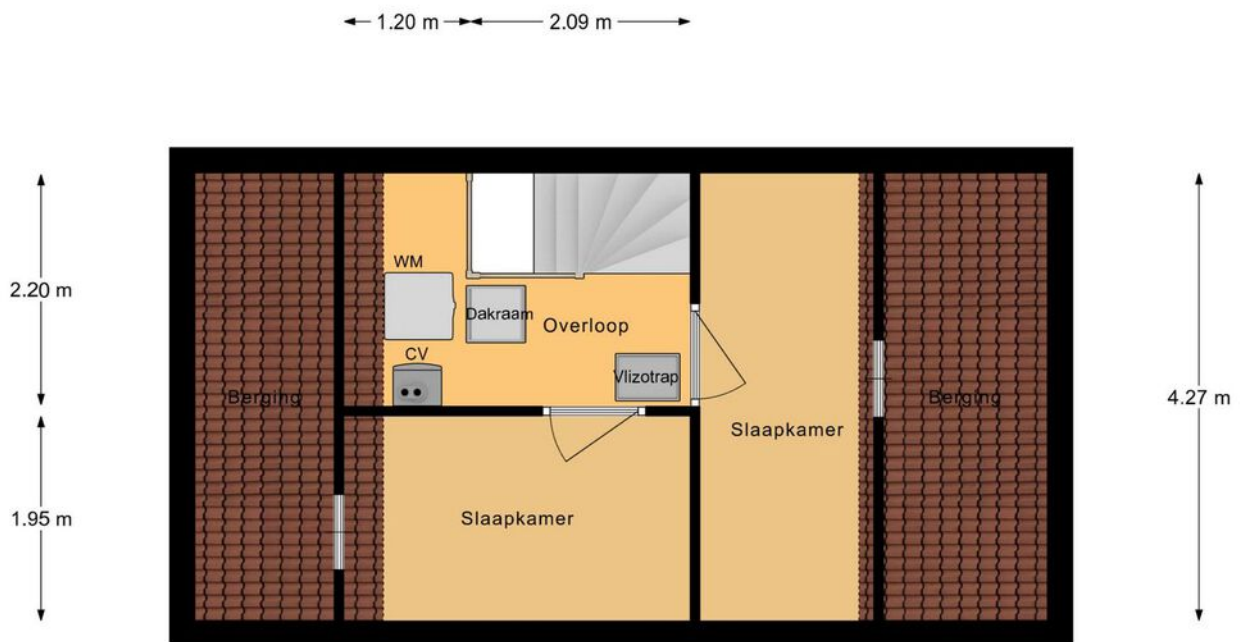 1.20 m
2.09 m
WM
2.20 m
Dakraam
Overloop
CV
Vlizotrap
Berging
Berging
4.27 m
Slaapkamer
1.95 m
Slaapkamer